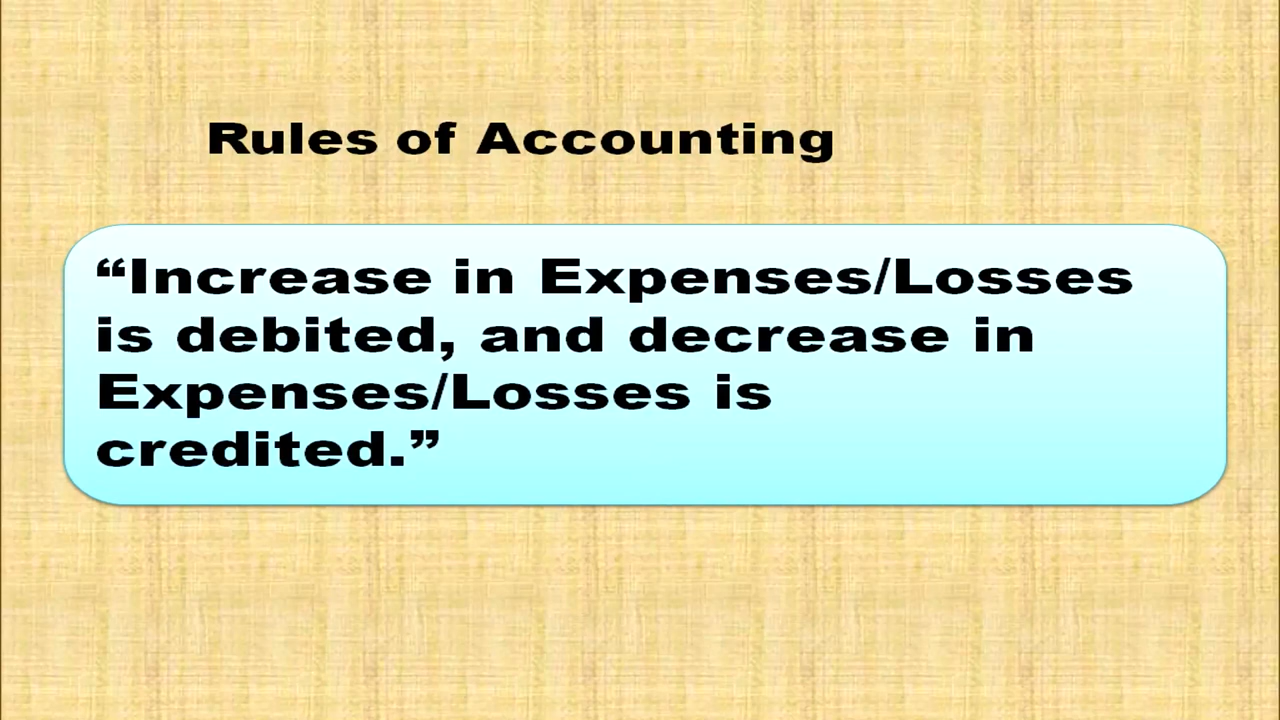 Rules of Accounting
“Increase in Expenses/Losses
is debited, and decrease in
Expenses/Losses is
credited.”